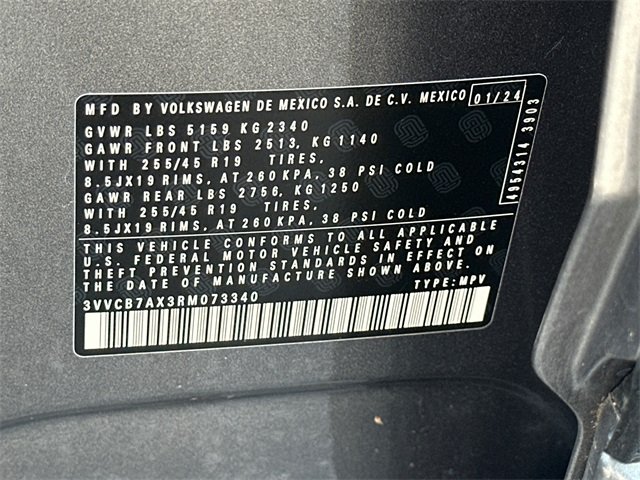 MFD BY VOLKSWAGEN DE MEXICO S.A. DE C.V. MEXICO 01/24
GVWR LBS 5159 KG 2340
GAWR FRONT LBS 2513, KG 1140
WITH 255/45 R19 TIRES,
8.5JX19 RIMS, AT 260 KPA, 38 PSI COLD
GAWR REAR LBS 2756, KG 1250
WITH 255/45 R19 TIRES,
8.5JX19 RIMS, AT 260 KPA, 38 PSI COLD
THIS VEHICLE CONFORMS TO ALL APPLICABLE
U.S. FEDERAL MOTOR VEHICLE SAFETY AND
THEFT PREVENTION STANDARDS IN EFFECT ON
THE DATE OF MANUFACTURE SHOWN ABOVE.
3VVCB7AX3RM073340 TYPE: MPV
4954314 3903